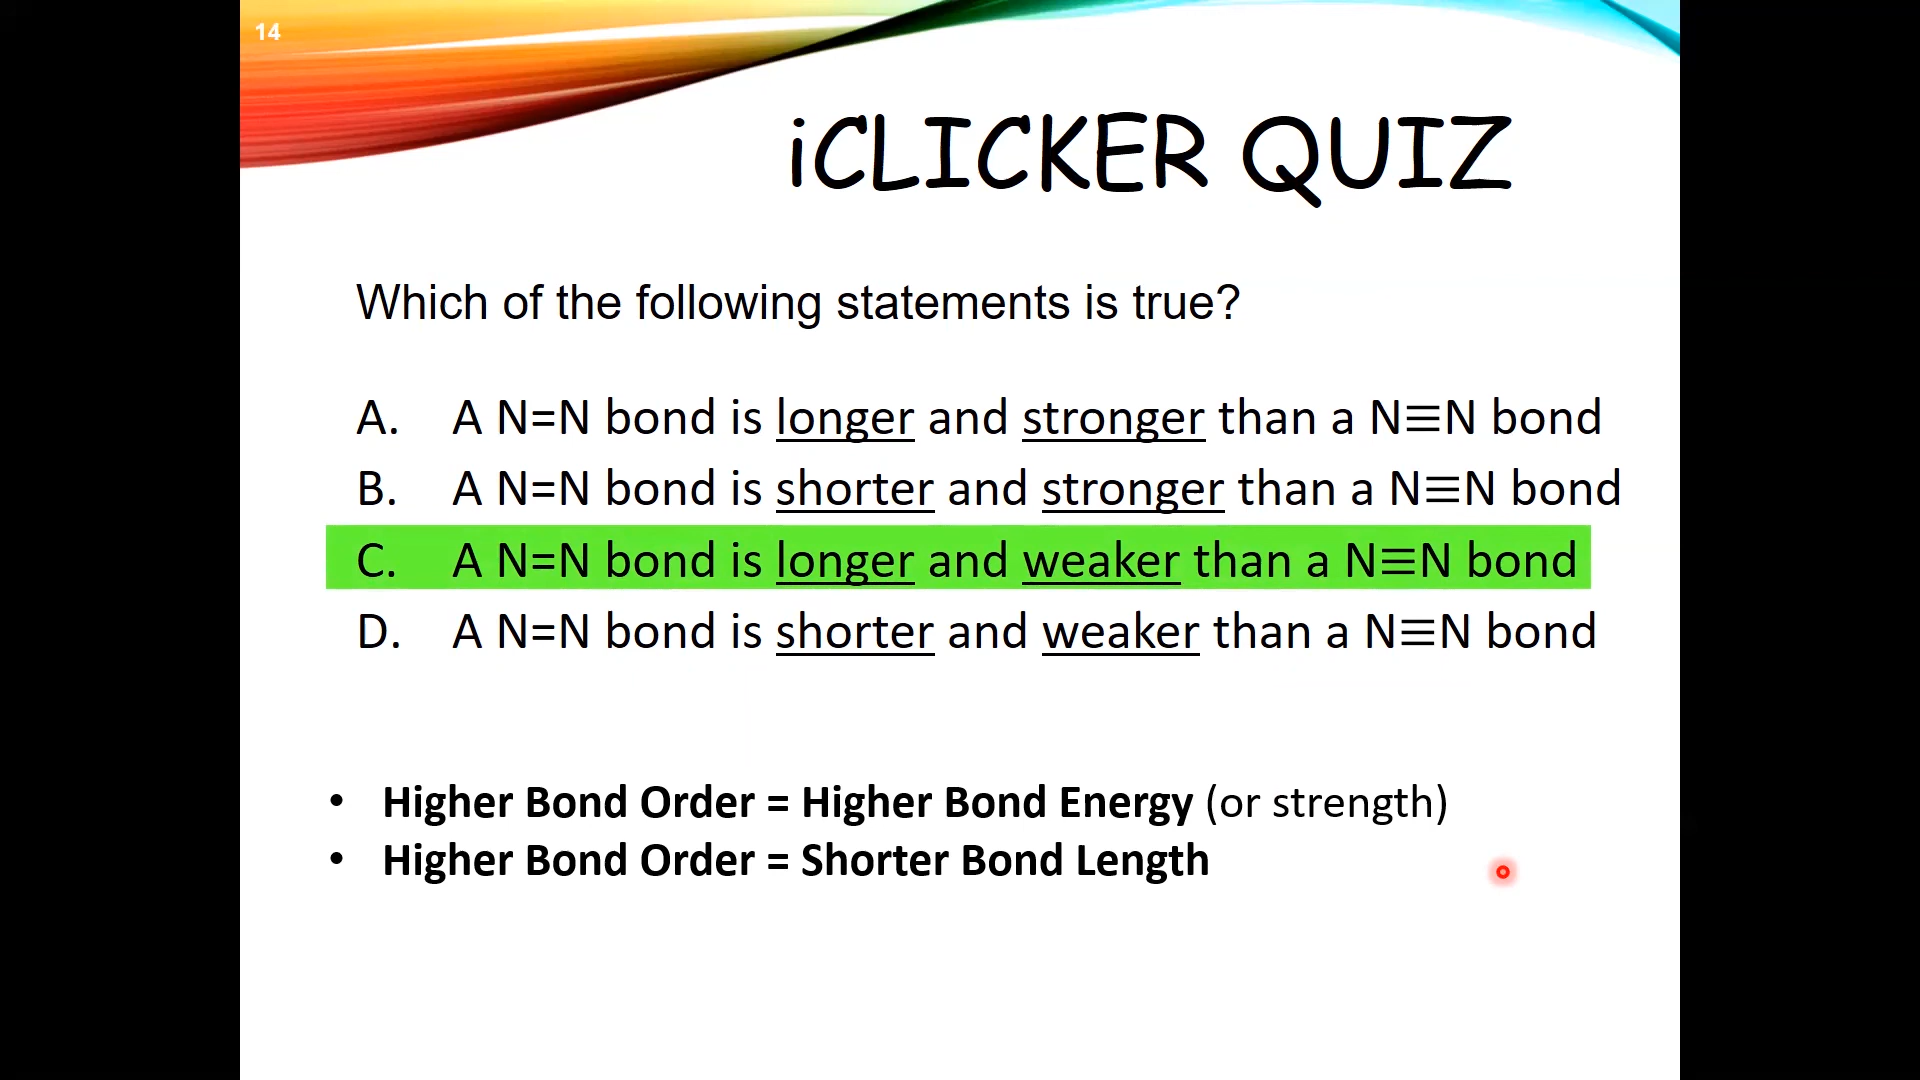 14
iCLICKER QUIZ
Which of the following statements is true?
A. A N=N bond is longer and stronger than a N≡N bond
B. A N=N bond is shorter and stronger than a N≡N bond
C. A N=N bond is longer and weaker than a N≡N bond
D. A N=N bond is shorter and weaker than a N≡N bond
• Higher Bond Order = Higher Bond Energy (or strength)
• Higher Bond Order = Shorter Bond Length